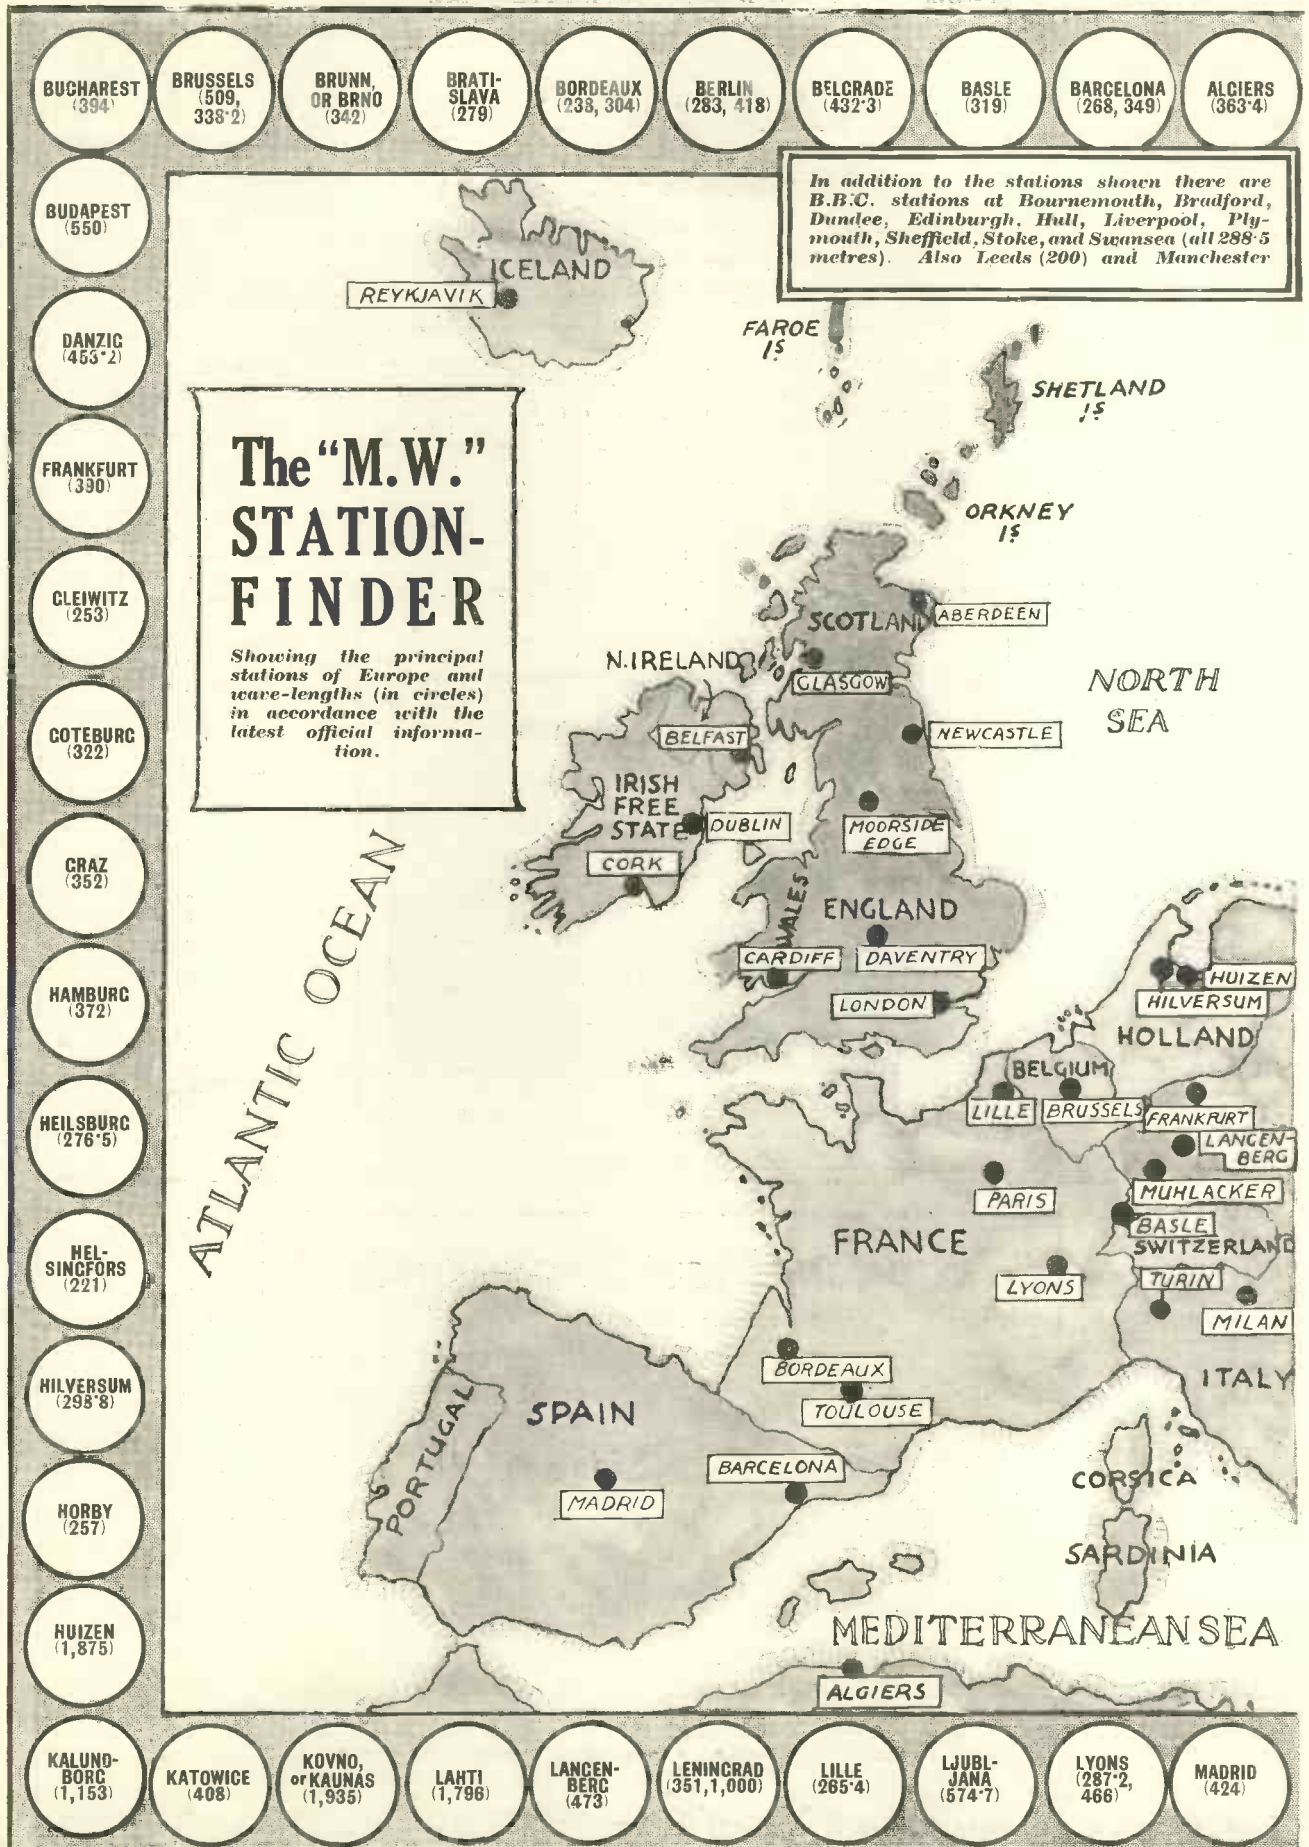 BUCHAREST
(394)
BRUSSELS
(509,
338·2)
BRUNN,
OR BRNO
(342)
BRATI-
SLAVA
(279)
BORDEAUX
(238, 304)
BERLIN
(283, 418)
BELGRADE
(432·3)
BASLE
(319)
BARCELONA
(268, 349)
ALGIERS
(363·4)
BUDAPEST
(550)
DANZIG
(453·2)
FRANKFURT
(390)
GLEIWITZ
(253)
GOTEBURG
(322)
GRAZ
(352)
HAMBURG
(372)
HEILSBURG
(276·5)
HEL-
SINGFORS
(221)
HILVERSUM
(298·8)
HORBY
(257)
HUIZEN
(1,875)
KALUND-
BORG
(1,153)
KATOWICE
(408)
KOVNO,
or KAUNAS
(1,935)
LAHTI
(1,796)
LANGEN-
BERG
(473)
LENINGRAD
(351,1,000)
LILLE
(265·4)
LJUBL-
JANA
(574·7)
LYONS
(287·2,
466)
MADRID
(424)
In addition to the stations shown there are
B.B.C. stations at Bournemouth, Bradford,
Dundee, Edinburgh, Hull, Liverpool, Ply-
mouth, Sheffield, Stoke, and Swansea (all 288·5
metres). Also Leeds (200) and Manchester
The "M.W."
STATION-
FINDER
Showing the principal
stations of Europe and
wave-lengths (in circles)
in accordance with the
latest official informa-
tion.
ICELAND
REYKJAVIK
FAROE
IS
SHETLAND
IS
ORKNEY
IS
SCOTLAND
ABERDEEN
N.IRELAND
GLASGOW
NORTH
SEA
BELFAST
NEWCASTLE
IRISH
FREE
STATE
DUBLIN
MOORSIDE
EDGE
CORK
WALES
ENGLAND
CARDIFF
DAVENTRY
LONDON
HUIZEN
HILVERSUM
HOLLAND
ATLANTIC OCEAN
BELGIUM
LILLE
BRUSSELS
FRANKFURT
LANGEN-
BERG
PARIS
MUHLACKER
BASLE
FRANCE
SWITZERLAND
LYONS
TURIN
MILAN
BORDEAUX
ITALY
TOULOUSE
SPAIN
PORTUGAL
BARCELONA
MADRID
CORSICA
SARDINIA
MEDITERRANEAN SEA
ALGIERS